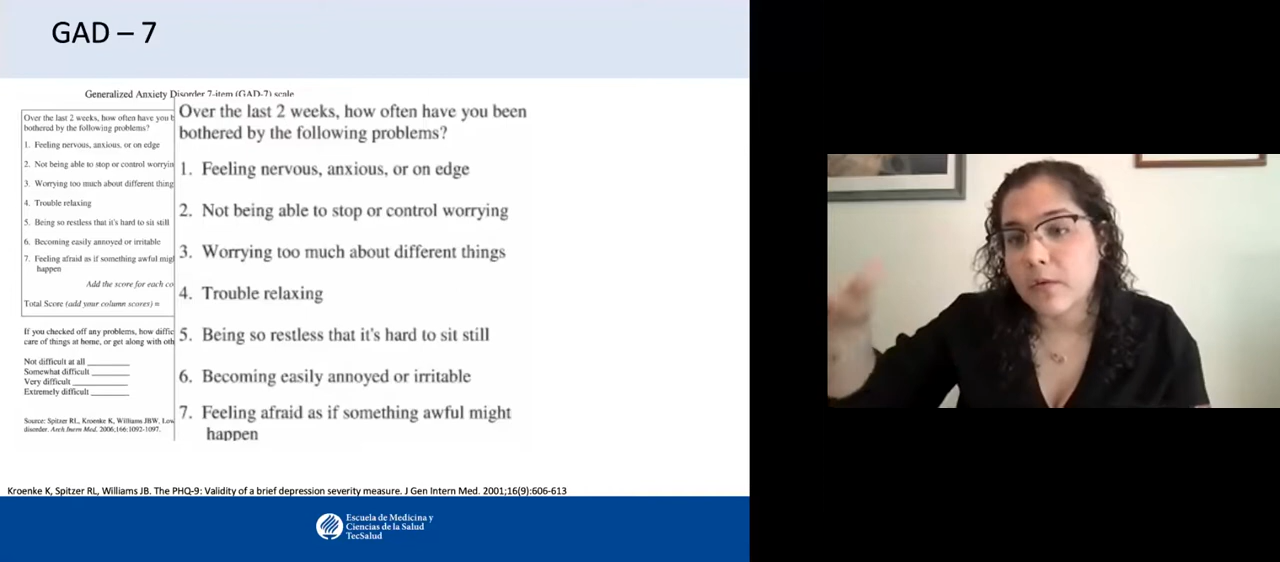 GAD – 7
Generalized Anxiety Disorder 7-item (GAD-7) scale
Over the last 2 weeks, how often have you b
bothered by the following problems?
1. Feeling nervous, anxious, or on edge
2. Not being able to stop or control worryin
3. Worrying too much about different thing
4. Trouble relaxing
5. Being so restless that it's hard to sit still
6. Becoming easily annoyed or irritable
7. Feeling afraid as if something awful mig
happen
Add the score for each co
Total Score (add your column scores) =
If you checked off any problems, how diffic
care of things at home, or get along with oth
Not difficult at all
Somewhat difficult
Very difficult
Extremely difficult
Source: Spitzer RL, Kroenke K, Williams JBW, Low
disorder. Arch Inern Med. 2006;166:1092-1097.
Over the last 2 weeks, how often have you been
bothered by the following problems?
1. Feeling nervous, anxious, or on edge
2. Not being able to stop or control worrying
3. Worrying too much about different things
4. Trouble relaxing
5. Being so restless that it's hard to sit still
6. Becoming easily annoyed or irritable
7. Feeling afraid as if something awful might
happen
Kroenke K, Spitzer RL, Williams JB. The PHQ-9: Validity of a brief depression severity measure. J Gen Intern Med. 2001;16(9):606-613
Escuela de Medicina y
Ciencias de la Salud
TecSalud